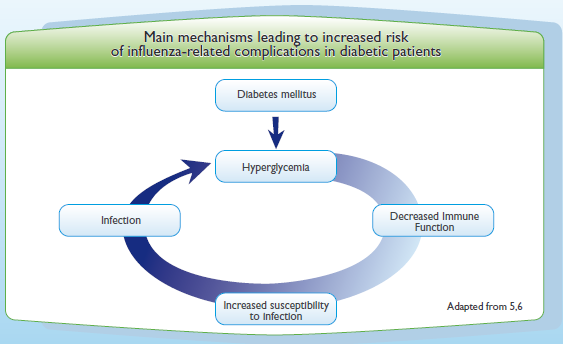 Main mechanisms leading to increased risk
of influenza-related complications in diabetic patients
Diabetes mellitus
Hyperglycemia
Decreased Immune
Function
Infection
Increased susceptibility
to infection
Adapted from 5,6